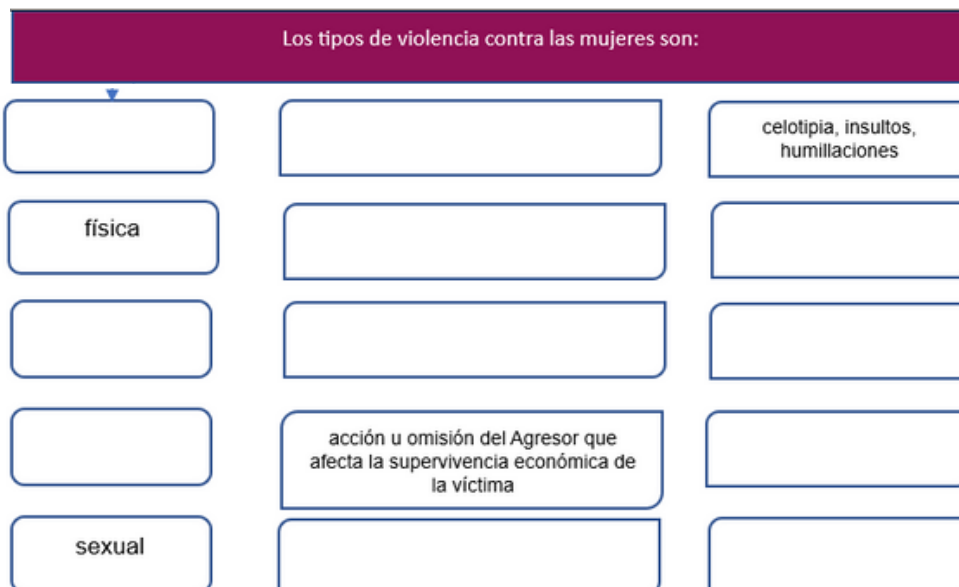 Los tipos de violencia contra las mujeres son:
celotipia, insultos,
humillaciones
física
acción u omisión del Agresor que
afecta la supervivencia económica de
la víctima
sexual